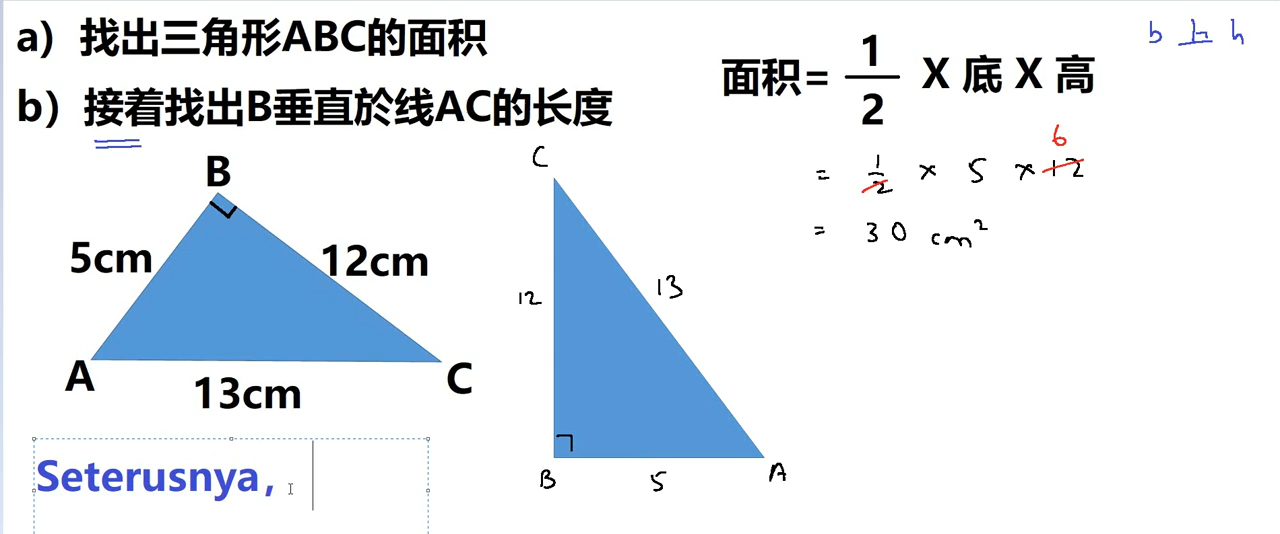 a）找出三角形ABC的面积
b）接着找出B垂直於线AC的长度
面积= 1/2 X 底 X 高
b ⊥ h
= 1/2 × 5 × 12
6
= 30 cm²
B
5cm
12cm
A
13cm
C
C
12
13
B
5
A
Seterusnya,